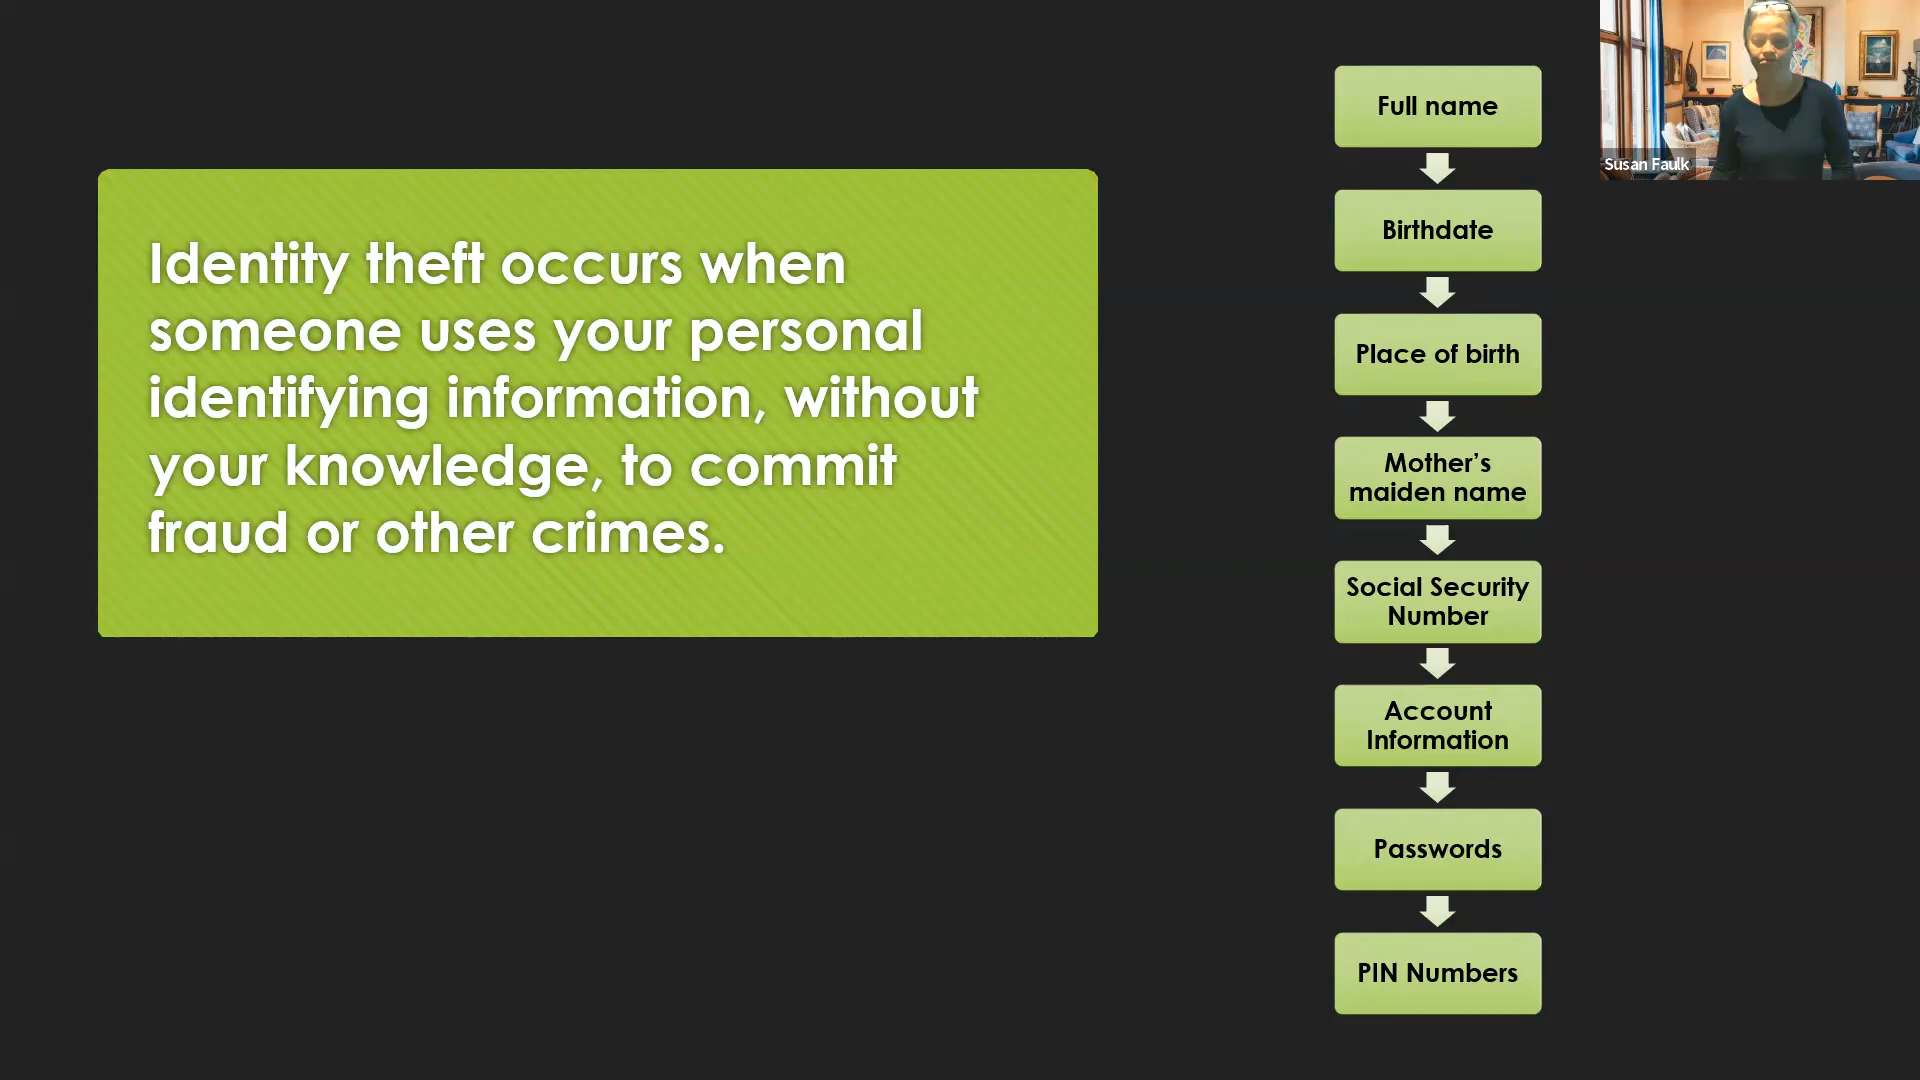 Identity theft occurs when
someone uses your personal
identifying information, without
your knowledge, to commit
fraud or other crimes.
Full name
Birthdate
Place of birth
Mother’s
maiden name
Social Security
Number
Account
Information
Passwords
PIN Numbers
Susan Faulk